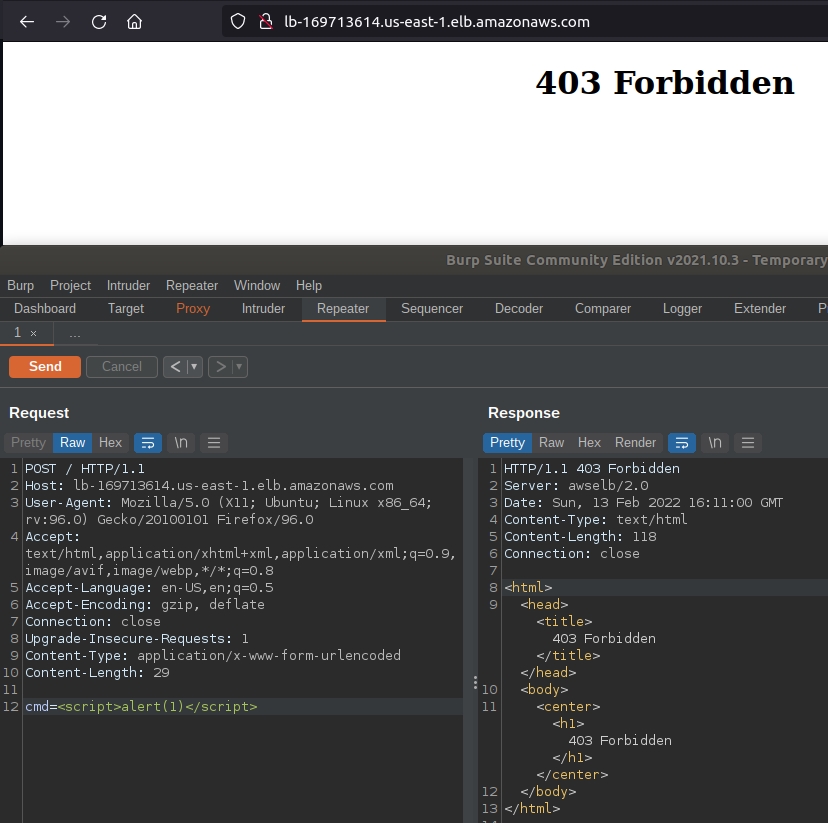 lb-169713614.us-east-1.elb.amazonaws.com
403 Forbidden
Burp Suite Community Edition v2021.10.3 - Temporary
Burp Project Intruder Repeater Window Help
Dashboard Target Proxy Intruder Repeater Sequencer Decoder Comparer Logger Extender P
1 × ...
Send Cancel < ▾ > ▾
Request
Pretty Raw Hex \n
1 POST / HTTP/1.1
2 Host: lb-169713614.us-east-1.elb.amazonaws.com
3 User-Agent: Mozilla/5.0 (X11; Ubuntu; Linux x86_64;
rv:96.0) Gecko/20100101 Firefox/96.0
4 Accept:
text/html,application/xhtml+xml,application/xml;q=0.9,
image/avif,image/webp,*/*;q=0.8
5 Accept-Language: en-US,en;q=0.5
6 Accept-Encoding: gzip, deflate
7 Connection: close
8 Upgrade-Insecure-Requests: 1
9 Content-Type: application/x-www-form-urlencoded
10 Content-Length: 29
11
12 cmd=<script>alert(1)</script>
Response
Pretty Raw Hex Render \n
1 HTTP/1.1 403 Forbidden
2 Server: awselb/2.0
3 Date: Sun, 13 Feb 2022 16:11:00 GMT
4 Content-Type: text/html
5 Content-Length: 118
6 Connection: close
7
8 <html>
9 <head>
<title>
403 Forbidden
</title>
</head>
10 <body>
11 <center>
<h1>
403 Forbidden
</h1>
</center>
12 </body>
13 </html>